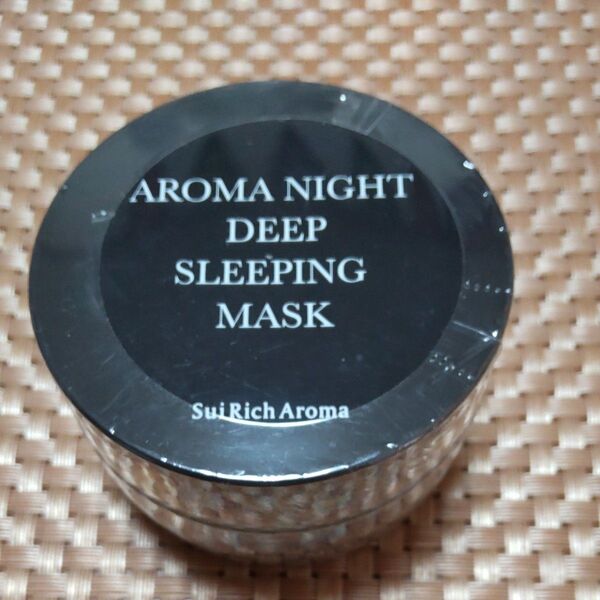 AROMA NIGHT
DEEP
SLEEPING
MASK
Sui Rich Aroma